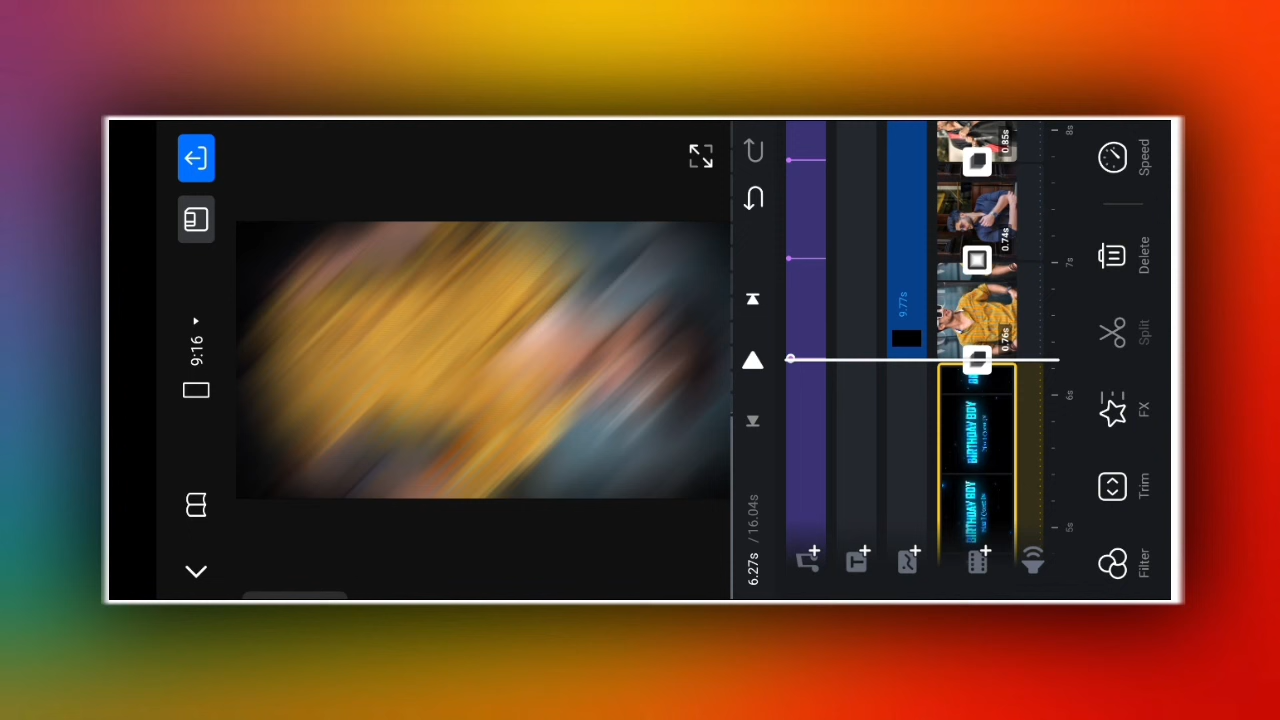 9:16
6.27s / 16.04s
9.77s
T
BIRTHDAY BOY
BIRTHDAY BOY
0.76s
0.74s
0.85s
5s
6s
7s
8s
Filter
Trim
FX
Split
Delete
Speed